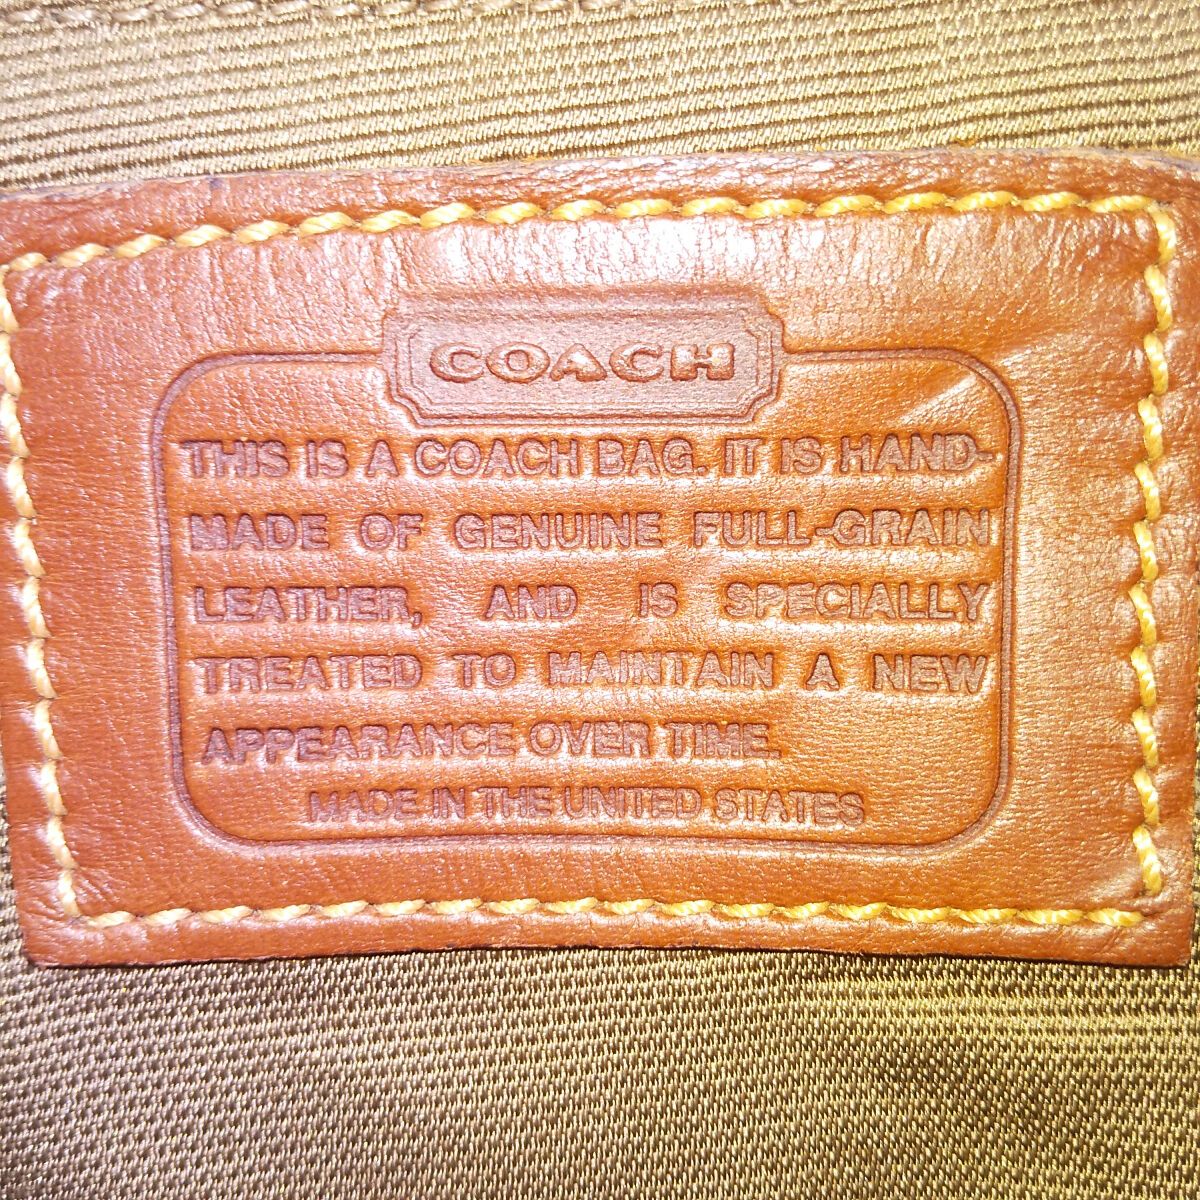 COACH
THIS IS A COACH BAG. IT IS HAND-
MADE OF GENUINE FULL-GRAIN
LEATHER, AND IS SPECIALLY
TREATED TO MAINTAIN A NEW
APPEARANCE OVER TIME.
MADE IN THE UNITED STATES